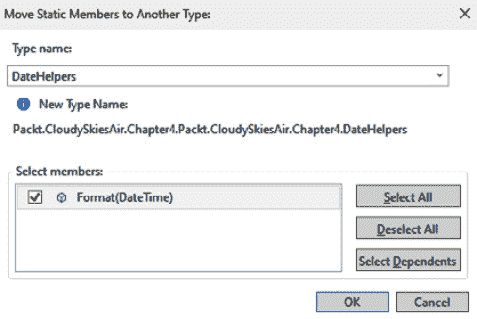 Move Static Members to Another Type:
Type name:
DateHelpers
New Type Name:
Packt.CloudySkiesAir.Chapter4.Packt.CloudySkiesAir.Chapter4.DateHelpers
Select members:
Format(DateTime)
Select All
Deselect All
Select Dependents
OK
Cancel